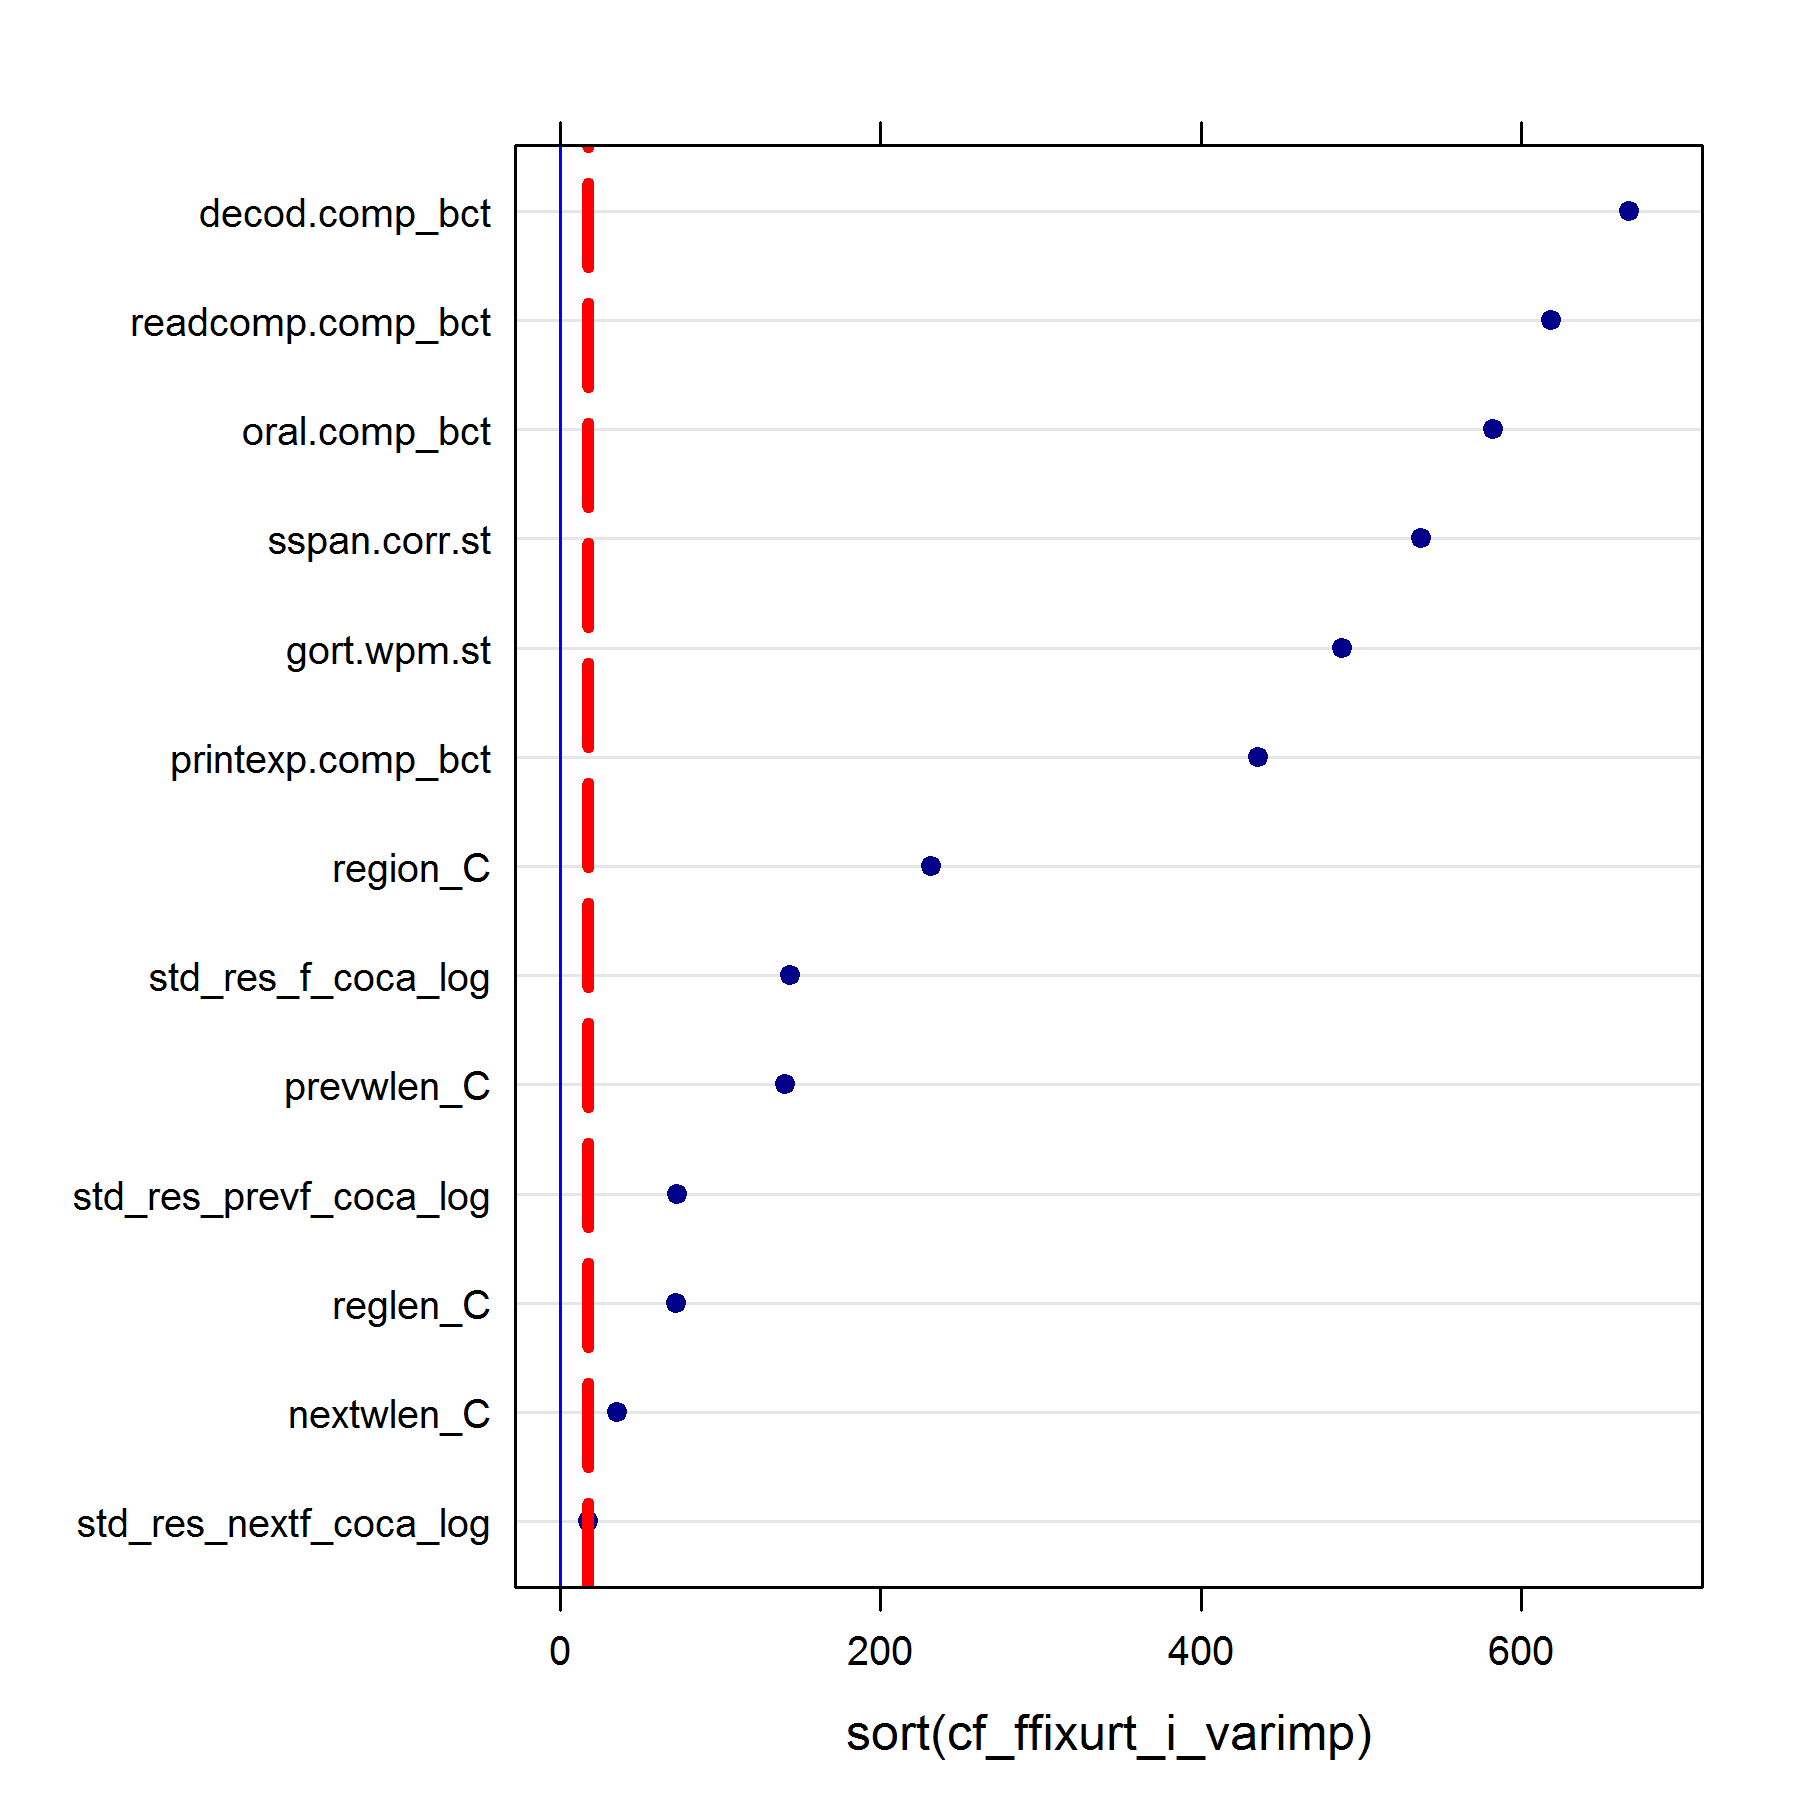 decod.comp_bct
readcomp.comp_bct
oral.comp_bct
sspan.corr.st
gort.wpm.st
printexp.comp_bct
region_C
std_res_f_coca_log
prevwlen_C
std_res_prevf_coca_log
reglen_C
nextwlen_C
std_res_nextf_coca_log
0 200 400 600
sort(cf_ffixurt_i_varimp)